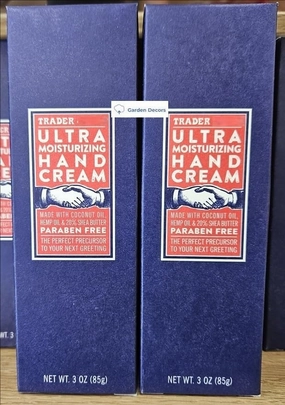 Garden Decors
TRADER
ULTRA
MOISTURIZING
HAND
CREAM
MADE WITH COCONUT OIL,
HEMP OIL & 20% SHEA BUTTER
PARABEN FREE
THE PERFECT PRECURSOR
TO YOUR NEXT GREETING
NET WT. 3 OZ (85g)
TRADER
ULTRA
MOISTURIZING
HAND
CREAM
MADE WITH COCONUT OIL,
HEMP OIL & 20% SHEA BUTTER
PARABEN FREE
THE PERFECT PRECURSOR
TO YOUR NEXT GREETING
NET WT. 3 OZ (85g)